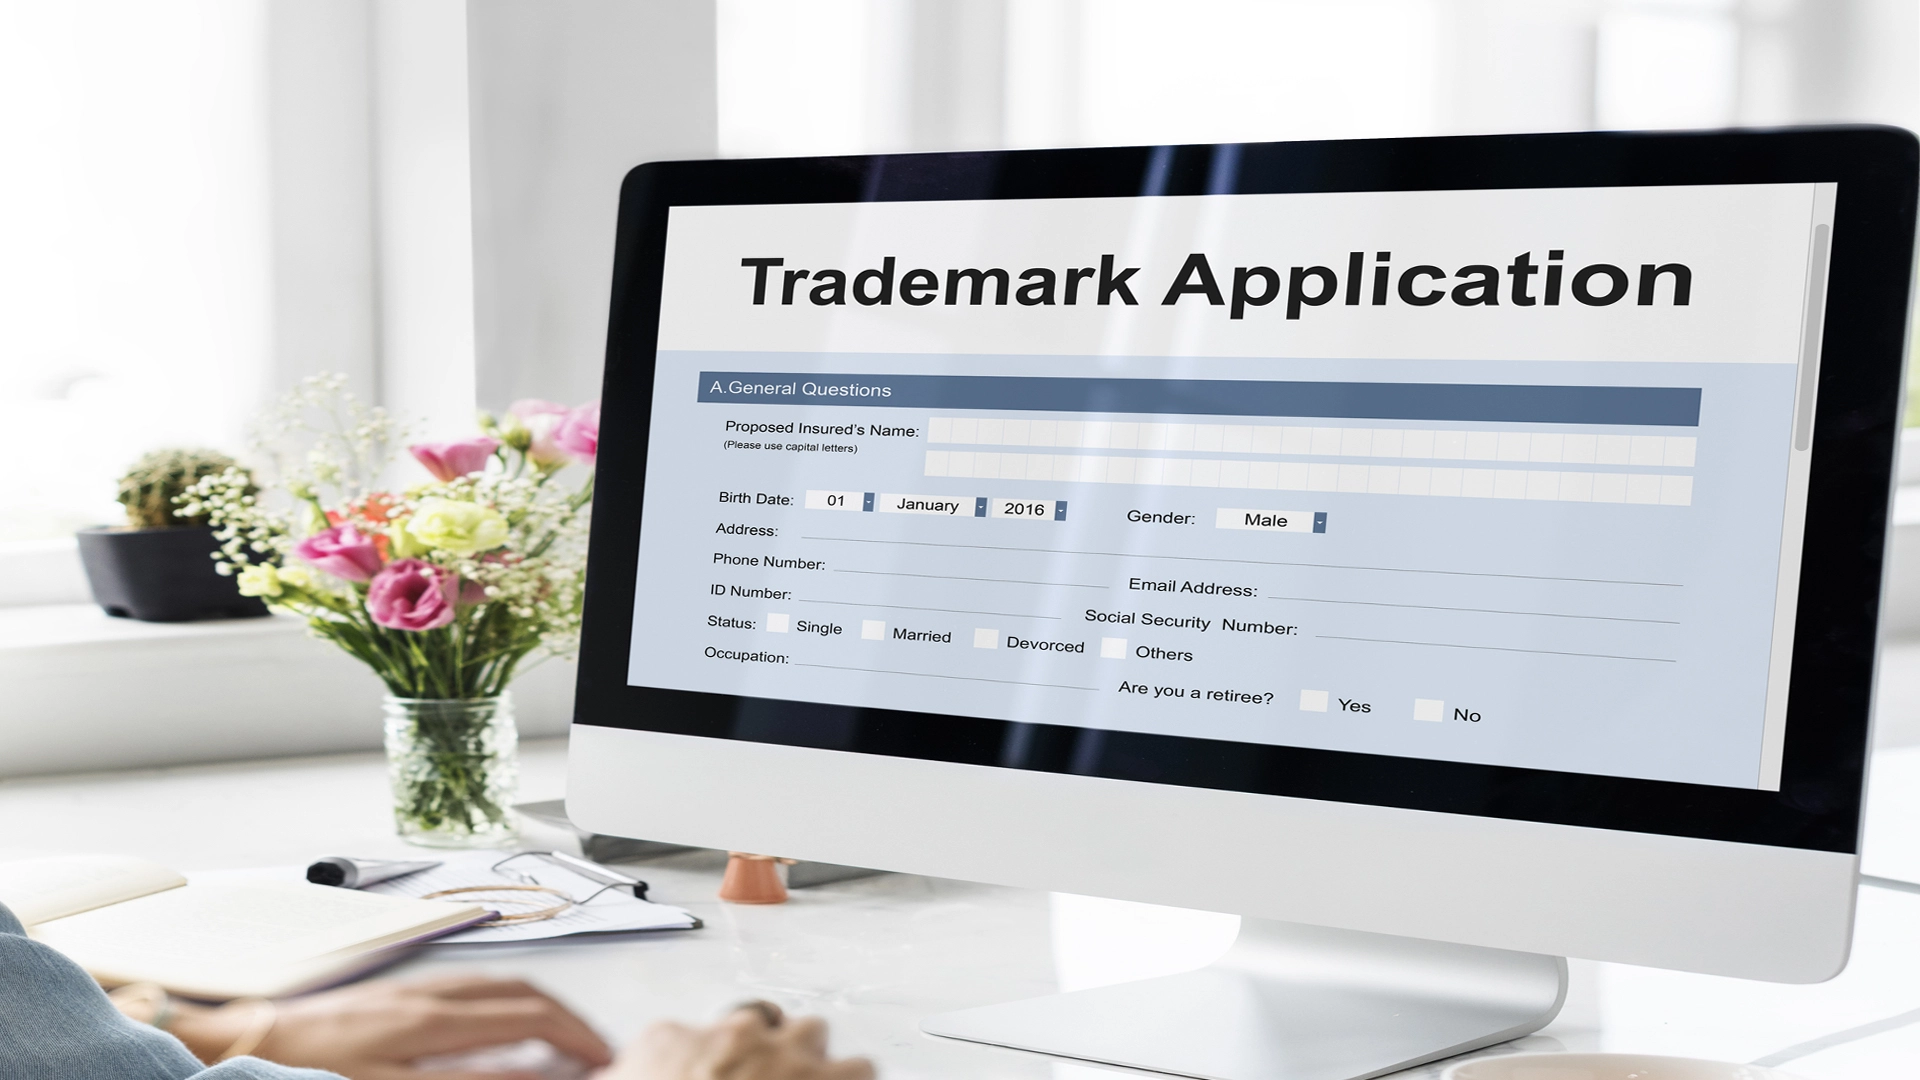 Trademark Application
A.General Questions
Proposed Insured's Name:
(Please use capital letters)
Birth Date: 01 January 2016 Gender: Male
Address:
Phone Number: Email Address:
ID Number: Social Security Number:
Status: Single Married Devorced Others
Occupation: Are you a retiree? Yes No